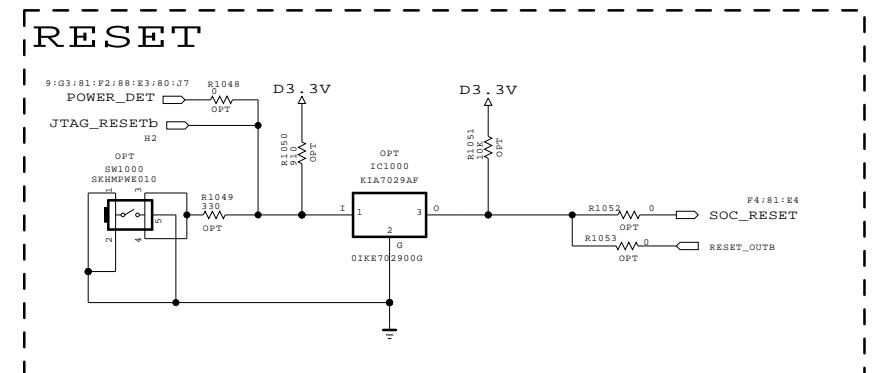 RESET
9:G3;81:F2;88:E3;80:J7
POWER_DET
R1048
0
OPT
JTAG_RESETb
H2
D3.3V
R1050
910
OPT
D3.3V
R1051
10K
OPT
OPT
SW1000
SKHMPWE010
1
3
5
2
4
R1049
330
OPT
OPT
IC1000
KIA7029AF
I
1
3
O
2
G
0IKE702900G
R1052
0
OPT
F4;81:E4
SOC_RESET
R1053
0
OPT
RESET_OUTB